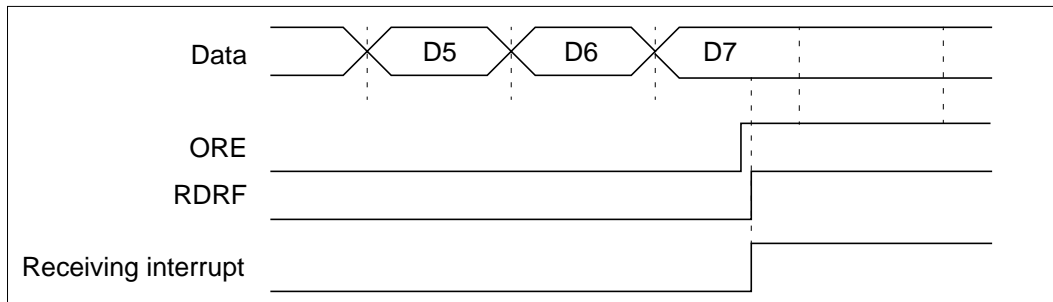 Data D5 D6 D7
ORE
RDRF
Receiving interrupt